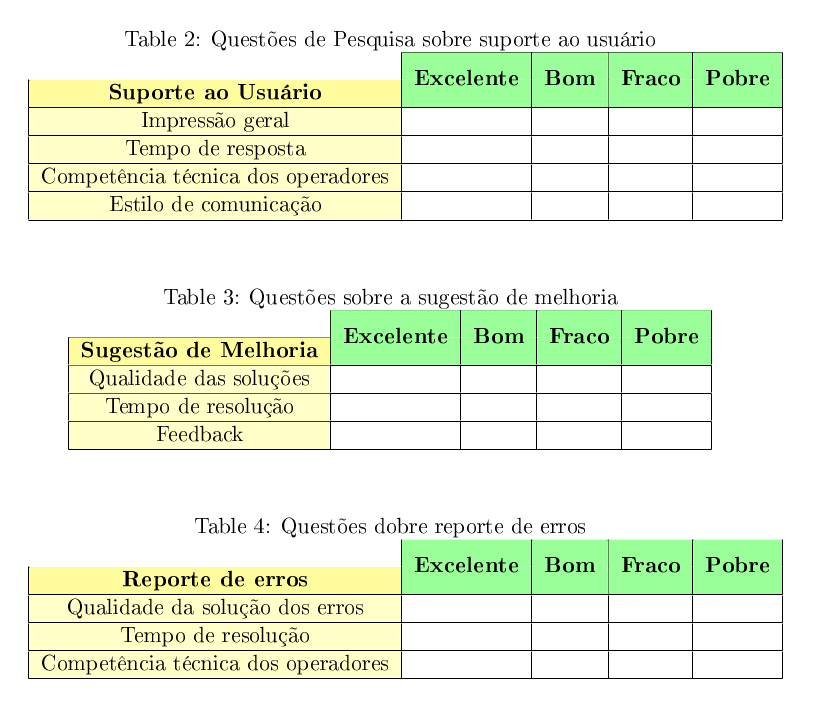 Table 2: Questões de Pesquisa sobre suporte ao usuário
Excelente Bom Fraco Pobre
Suporte ao Usuário
Impressão geral
Tempo de resposta
Competência técnica dos operadores
Estilo de comunicação
Table 3: Questões sobre a sugestão de melhoria
Excelente Bom Fraco Pobre
Sugestão de Melhoria
Qualidade das soluções
Tempo de resolução
Feedback
Table 4: Questões dobre reporte de erros
Excelente Bom Fraco Pobre
Reporte de erros
Qualidade da solução dos erros
Tempo de resolução
Competência técnica dos operadores